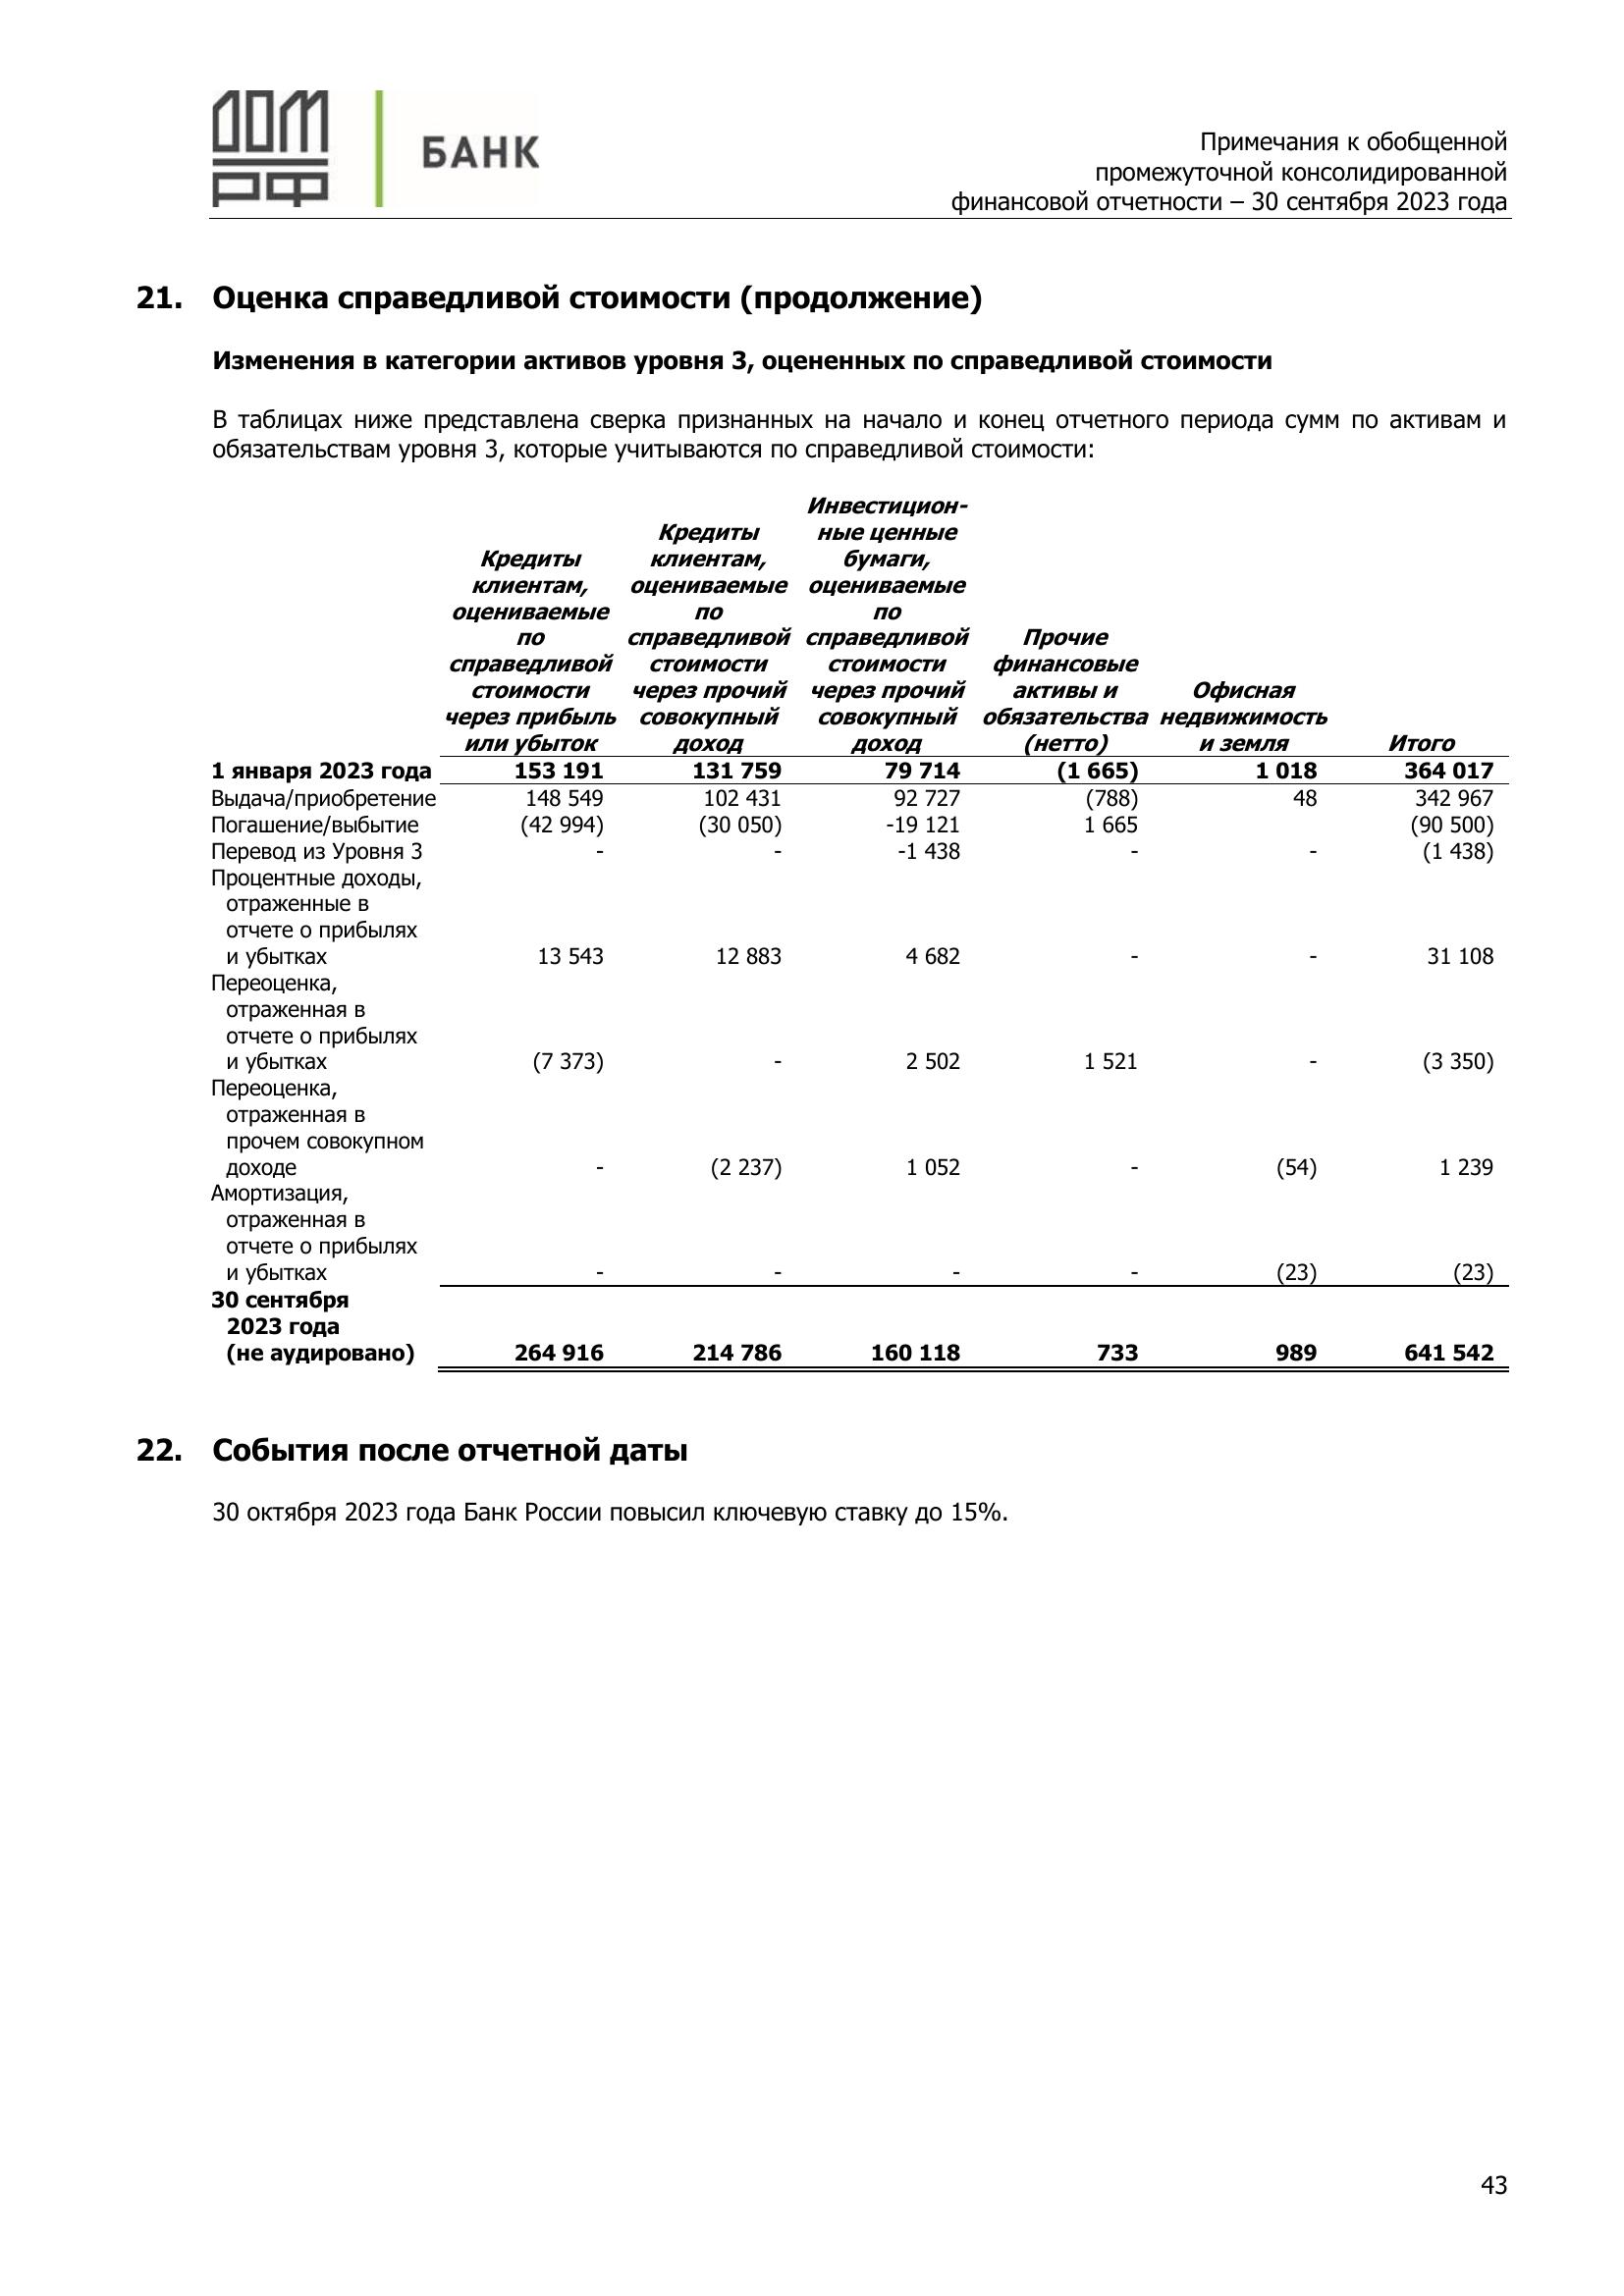 ДОМ
РФ
БАНК
Примечания к обобщенной
промежуточной консолидированной
финансовой отчетности – 30 сентября 2023 года
21. Оценка справедливой стоимости (продолжение)
Изменения в категории активов уровня 3, оцененных по справедливой стоимости
В таблицах ниже представлена сверка признанных на начало и конец отчетного периода сумм по активам и
обязательствам уровня 3, которые учитываются по справедливой стоимости:
Кредиты
клиентам,
оцениваемые
по
справедливой
стоимости
через прибыль
или убыток
Кредиты
клиентам,
оцениваемые
по
справедливой
стоимости
через прочий
совокупный
доход
Инвестицион-
ные ценные
бумаги,
оцениваемые
по
справедливой
стоимости
через прочий
совокупный
доход
Прочие
финансовые
активы и
обязательства
(нетто)
Офисная
недвижимость
и земля
Итого
1 января 2023 года 153 191 131 759 79 714 (1 665) 1 018 364 017
Выдача/приобретение 148 549 102 431 92 727 (788) 48 342 967
Погашение/выбытие (42 994) (30 050) -19 121 1 665 (90 500)
Перевод из Уровня 3 - - -1 438 - - (1 438)
Процентные доходы,
отраженные в
отчете о прибылях
и убытках 13 543 12 883 4 682 - - 31 108
Переоценка,
отраженная в
отчете о прибылях
и убытках (7 373) - 2 502 1 521 - (3 350)
Переоценка,
отраженная в
прочем совокупном
доходе - (2 237) 1 052 - (54) 1 239
Амортизация,
отраженная в
отчете о прибылях
и убытках - - - - (23) (23)
30 сентября
2023 года
(не аудировано) 264 916 214 786 160 118 733 989 641 542
22. События после отчетной даты
30 октября 2023 года Банк России повысил ключевую ставку до 15%.
43